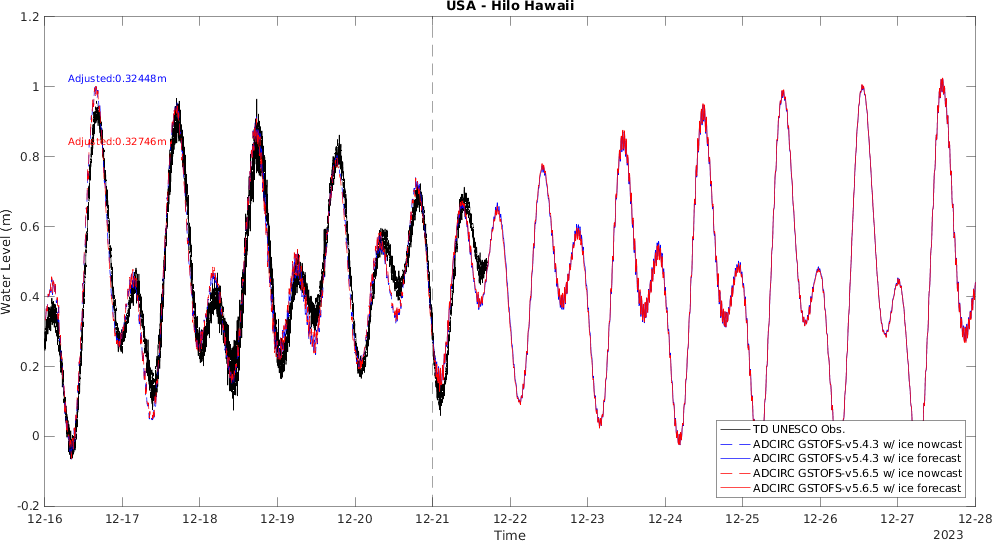 USA - Hilo Hawaii
1.2
1
0.8
0.6
0.4
0.2
0
-0.2
Water Level (m)
Adjusted:0.32448m
Adjusted:0.32746m
TD UNESCO Obs.
ADCIRC GSTOFS-v5.4.3 w/ ice nowcast
ADCIRC GSTOFS-v5.4.3 w/ ice forecast
ADCIRC GSTOFS-v5.6.5 w/ ice nowcast
ADCIRC GSTOFS-v5.6.5 w/ ice forecast
12-16 12-17 12-18 12-19 12-20 12-21 12-22 12-23 12-24 12-25 12-26 12-27 12-28
Time
2023